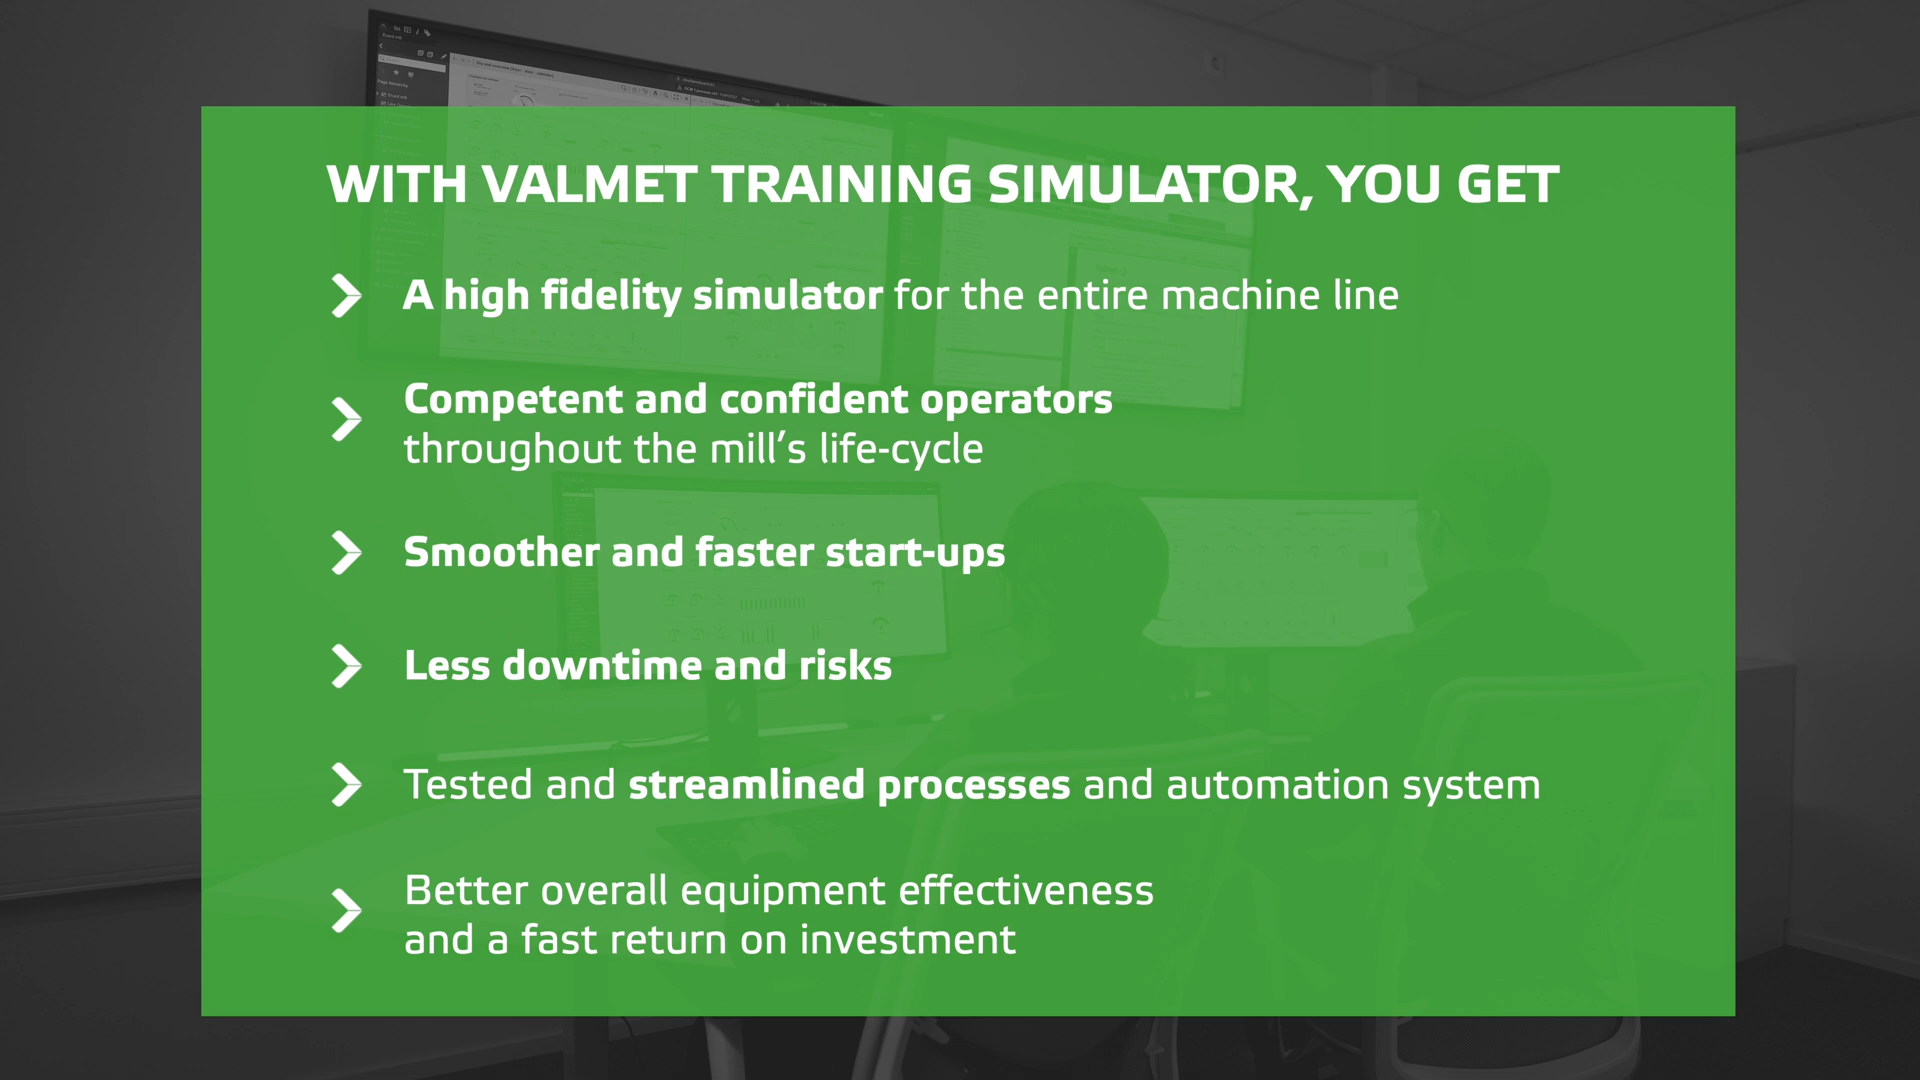 WITH VALMET TRAINING SIMULATOR, YOU GET
A high fidelity simulator for the entire machine line
Competent and confident operators
throughout the mill’s life-cycle
Smoother and faster start-ups
Less downtime and risks
Tested and streamlined processes and automation system
Better overall equipment effectiveness
and a fast return on investment